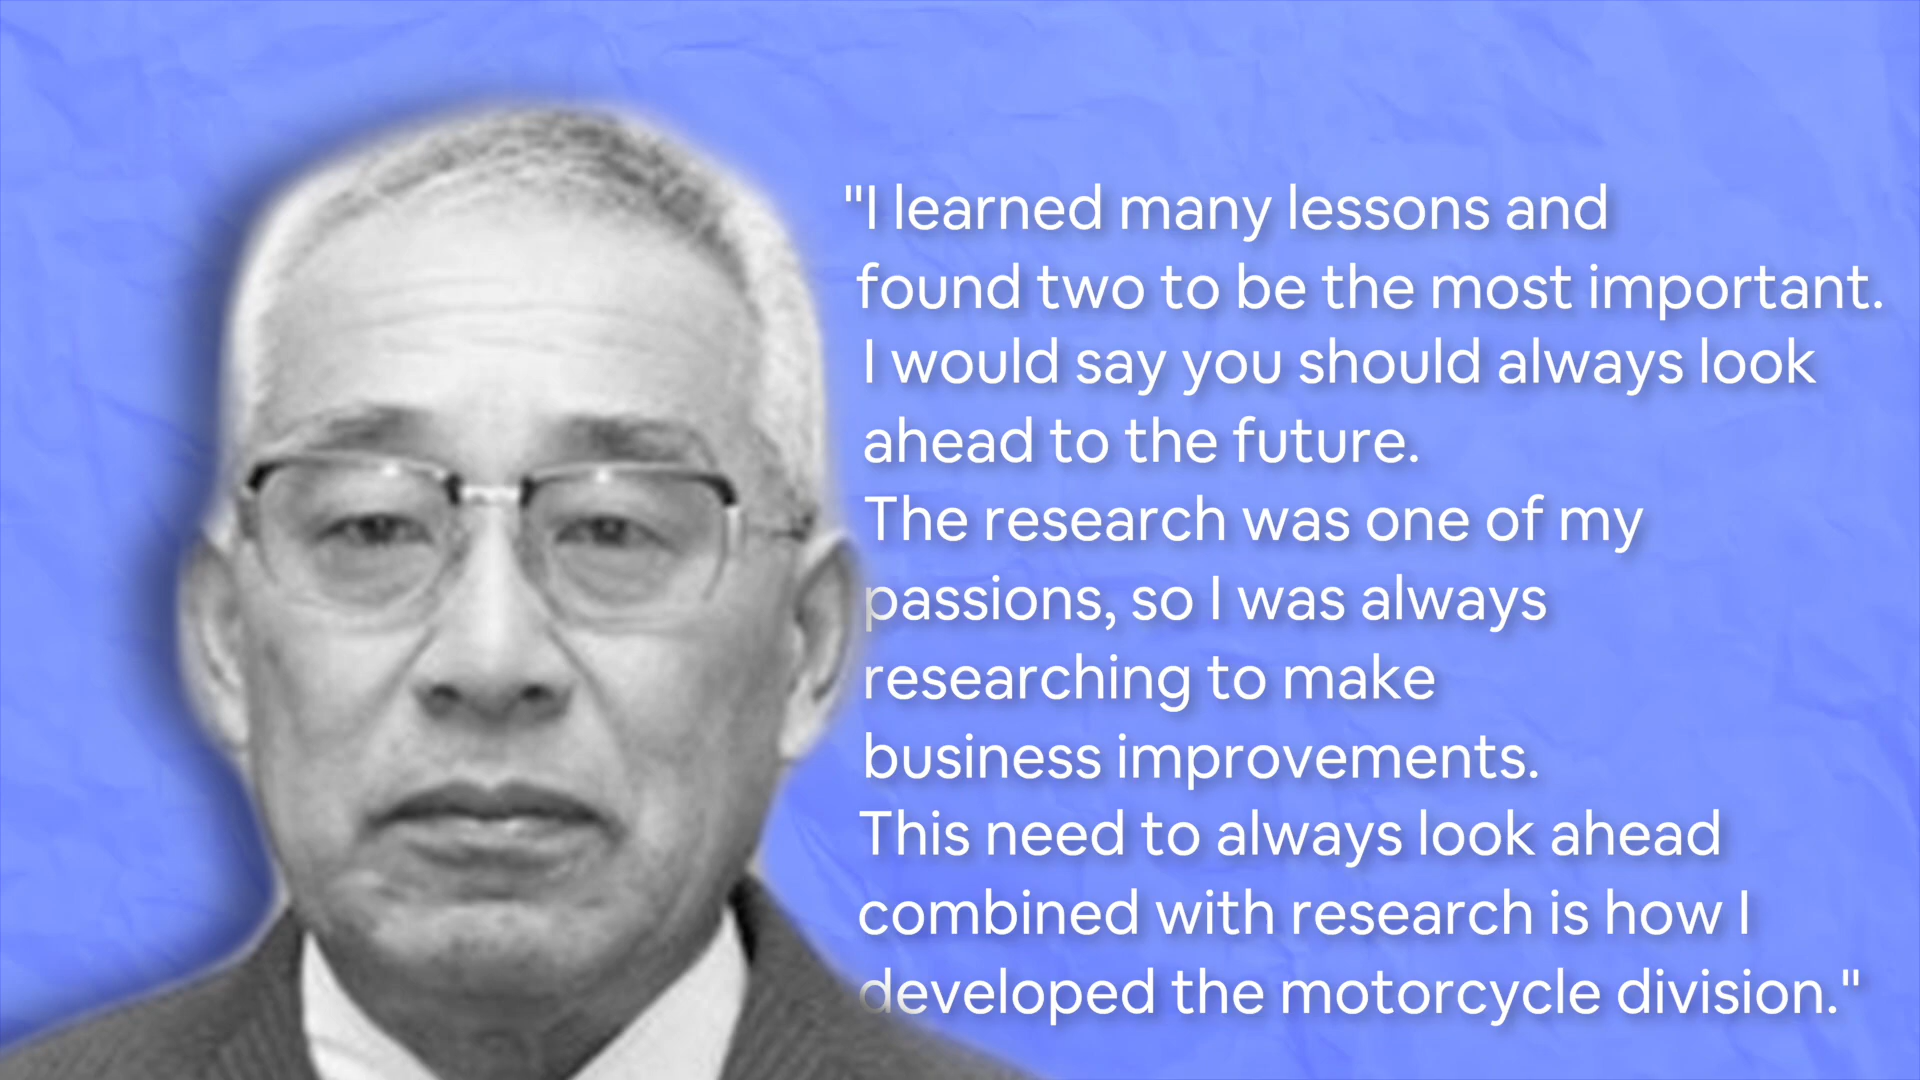 "I learned many lessons and
found two to be the most important.
I would say you should always look
ahead to the future.
The research was one of my
passions, so I was always
researching to make
business improvements.
This need to always look ahead
combined with research is how I
developed the motorcycle division."